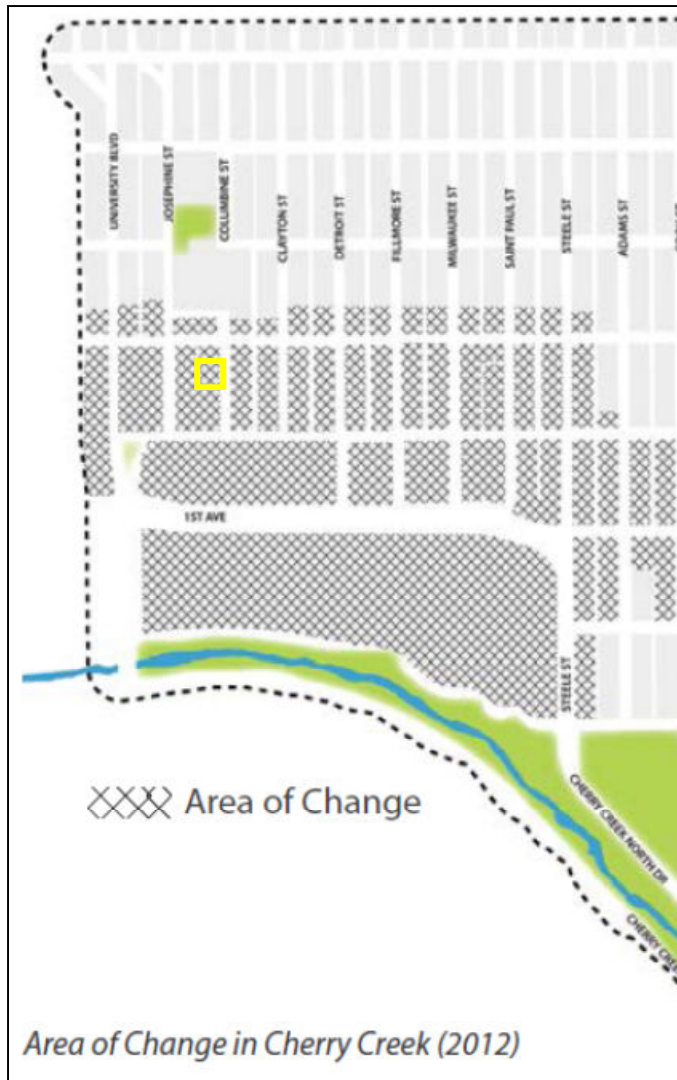 UNIVERSITY BLVD
JOSEPHINE ST
COLUMBINE ST
CLAYTON ST
DETROIT ST
FILLMORE ST
MILWAUKEE ST
SAINT PAUL ST
STEELE ST
ADAMS ST
1ST AVE
STEELE ST
Area of Change
CHERRY CREEK NORTH DR
CHERRY CREE
Area of Change in Cherry Creek (2012)